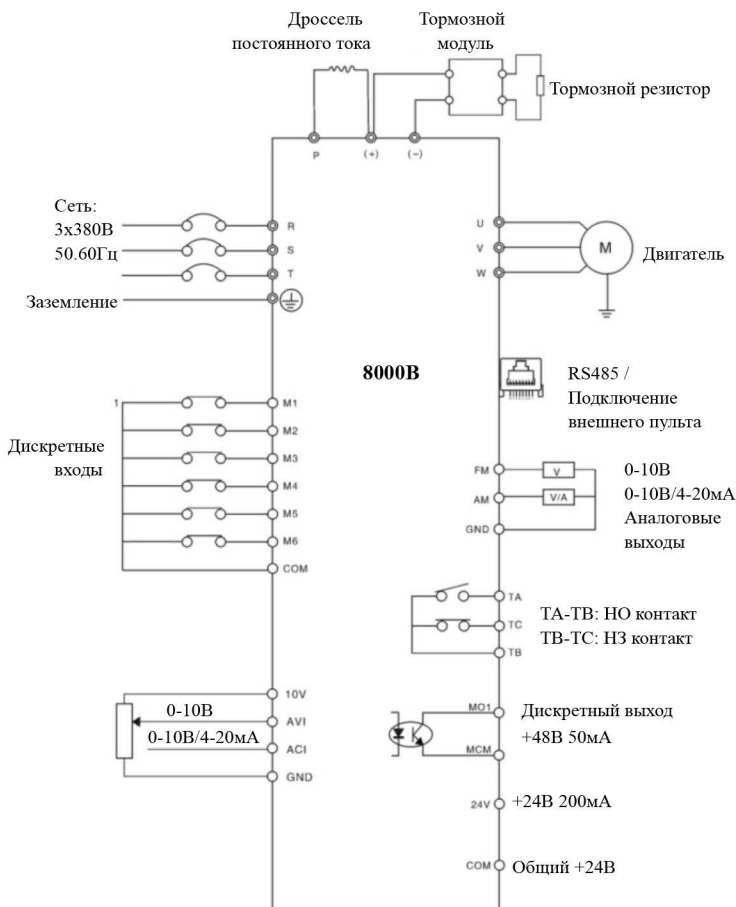 Дроссель
постоянного тока
Тормозной
модуль
Тормозной резистор
P
(+)
(−)
Сеть:
3х380В
50.60Гц
Заземление
R
S
T
U
V
W
M
Двигатель
8000B
RS485 /
Подключение
внешнего пульта
Дискретные
входы
1
M1
M2
M3
M4
M5
M6
COM
FM
AM
GND
V
V/A
0-10В
0-10В/4-20мА
Аналоговые
выходы
TA
TC
TB
TA-TB: НО контакт
ТВ-ТС: НЗ контакт
10V
AVI
ACI
GND
0-10В
0-10В/4-20мА
MO1
MCM
Дискретный выход
+48В 50мА
24V
+24В 200мА
COM
Общий +24В